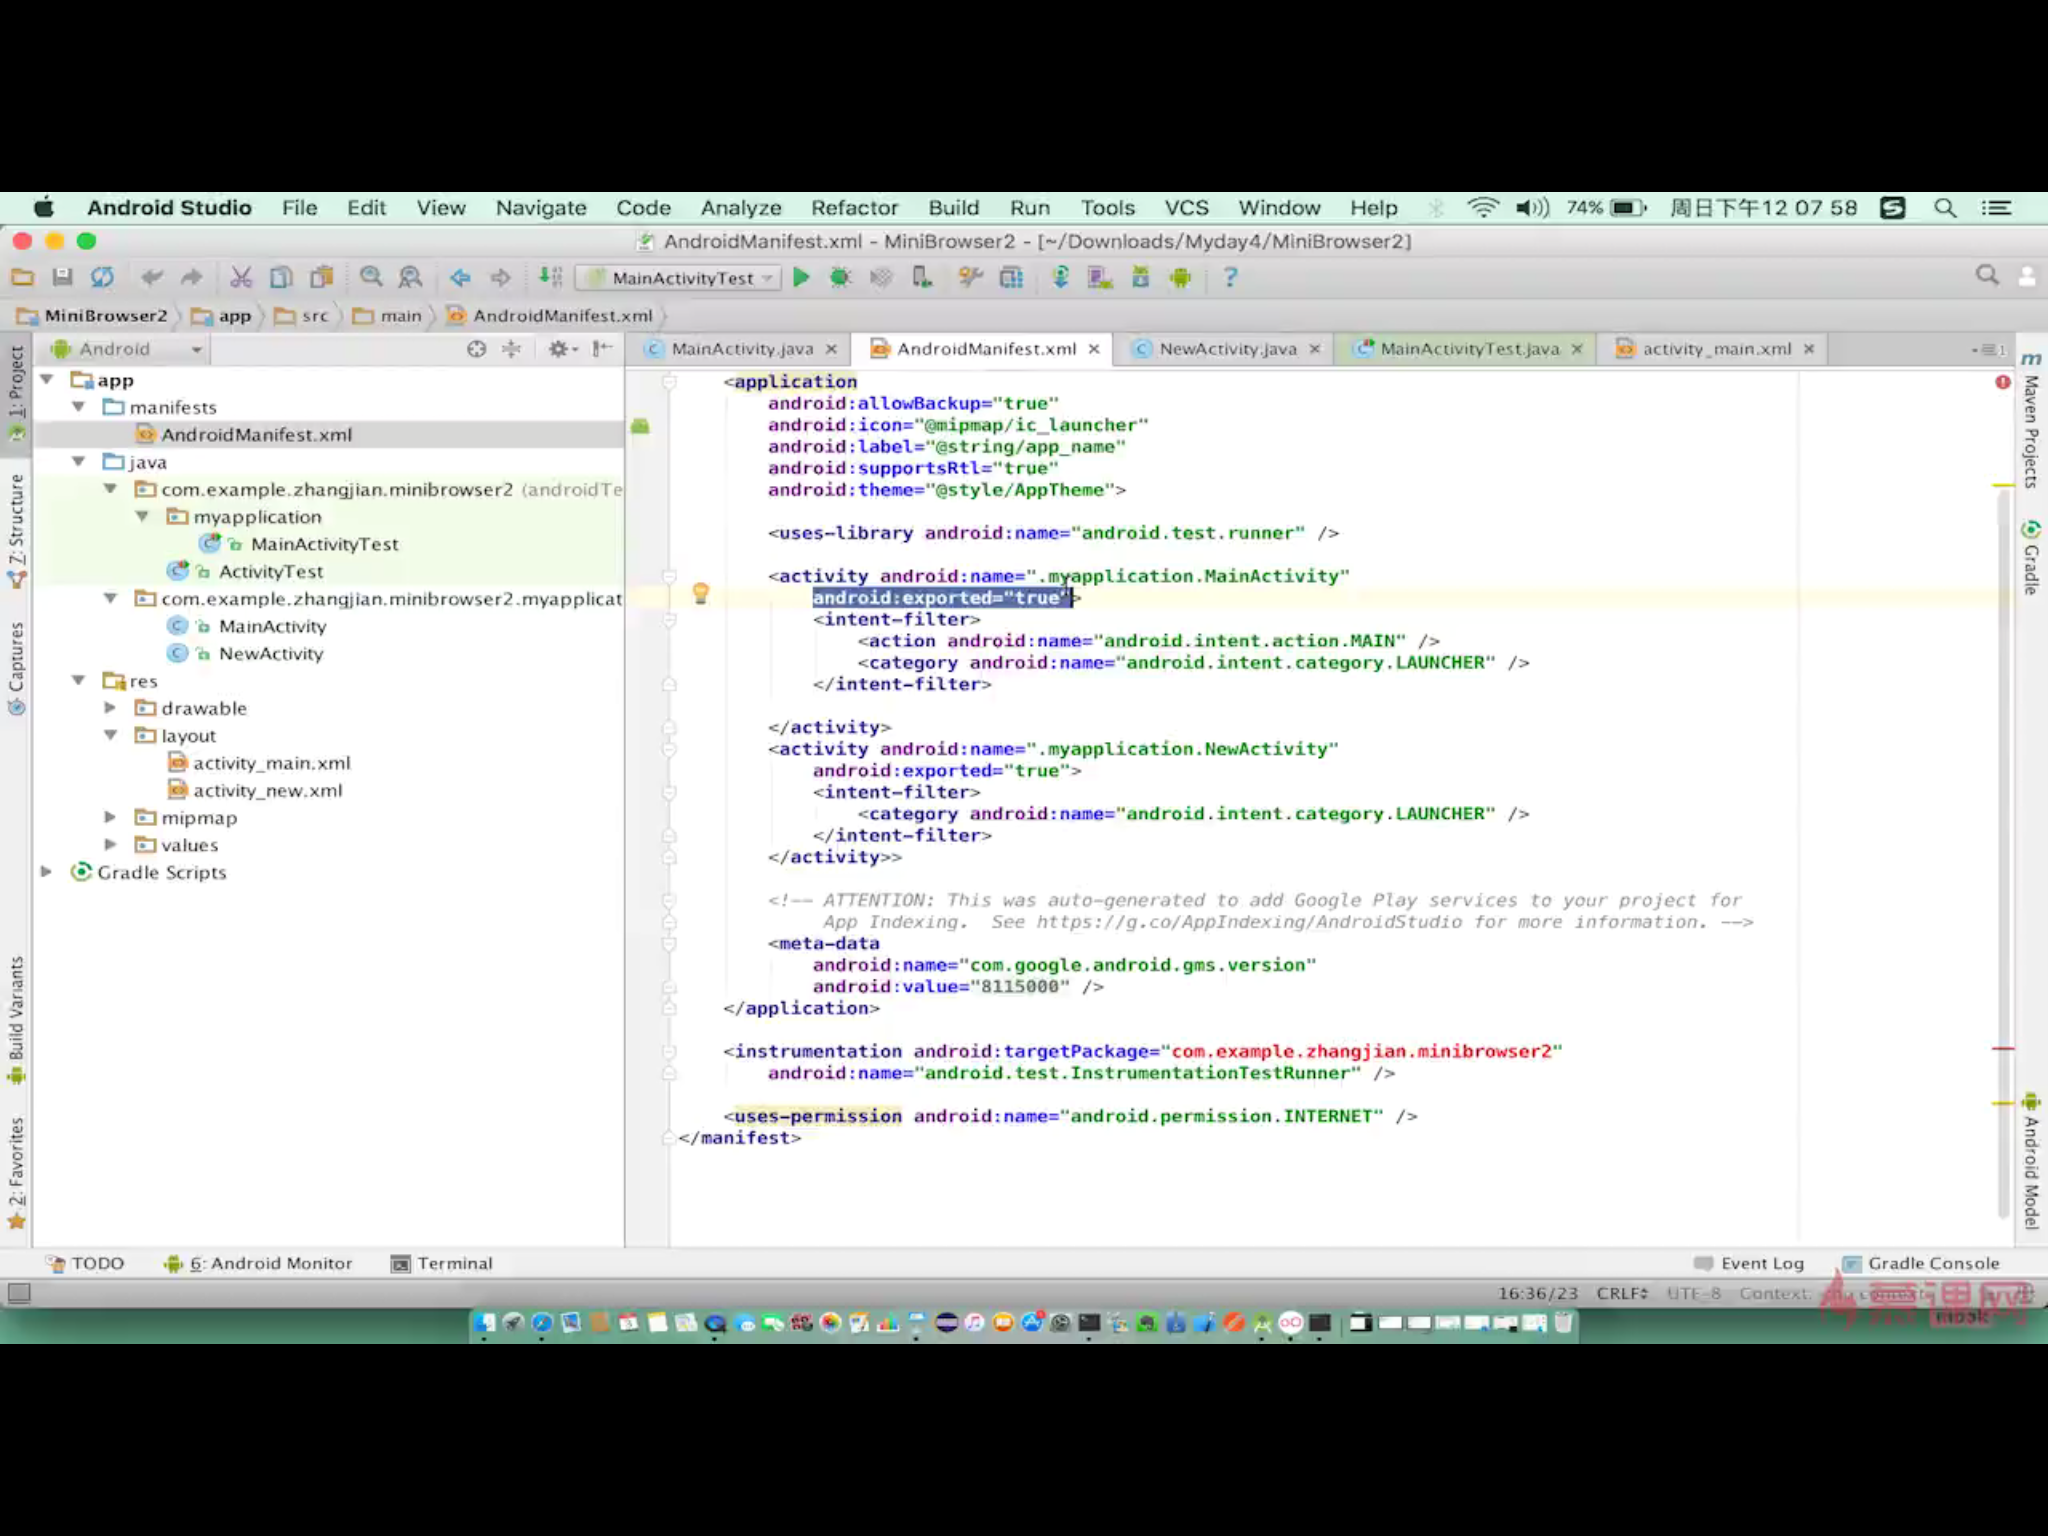 Android Studio File Edit View Navigate Code Analyze Refactor Build Run Tools VCS Window Help 74% 周日下午12 07 58
AndroidManifest.xml - MiniBrowser2 - [~/Downloads/Myday4/MiniBrowser2]
MainActivityTest
MiniBrowser2 app src main AndroidManifest.xml
Android
MainActivity.java AndroidManifest.xml NewActivity.java MainActivityTest.java activity_main.xml
1: Project
Z: Structure
Captures
Build Variants
2: Favorites
app
manifests
AndroidManifest.xml
java
com.example.zhangjian.minibrowser2 (androidTe
myapplication
MainActivityTest
ActivityTest
com.example.zhangjian.minibrowser2.myapplicat
MainActivity
NewActivity
res
drawable
layout
activity_main.xml
activity_new.xml
mipmap
values
Gradle Scripts
<application
android:allowBackup="true"
android:icon="@mipmap/ic_launcher"
android:label="@string/app_name"
android:supportsRtl="true"
android:theme="@style/AppTheme">
<uses-library android:name="android.test.runner" />
<activity android:name=".myapplication.MainActivity"
android:exported="true">
<intent-filter>
<action android:name="android.intent.action.MAIN" />
<category android:name="android.intent.category.LAUNCHER" />
</intent-filter>
</activity>
<activity android:name=".myapplication.NewActivity"
android:exported="true">
<intent-filter>
<category android:name="android.intent.category.LAUNCHER" />
</intent-filter>
</activity>>
<!-- ATTENTION: This was auto-generated to add Google Play services to your project for
App Indexing.  See https://g.co/AppIndexing/AndroidStudio for more information. -->
<meta-data
android:name="com.google.android.gms.version"
android:value="8115000" />
</application>
<instrumentation android:targetPackage="com.example.zhangjian.minibrowser2"
android:name="android.test.InstrumentationTestRunner" />
<uses-permission android:name="android.permission.INTERNET" />
</manifest>
Maven Projects
Gradle
Android Model
TODO 6: Android Monitor Terminal Event Log Gradle Console
16:36/23 CRLF UTF-8 Context:
慕课网